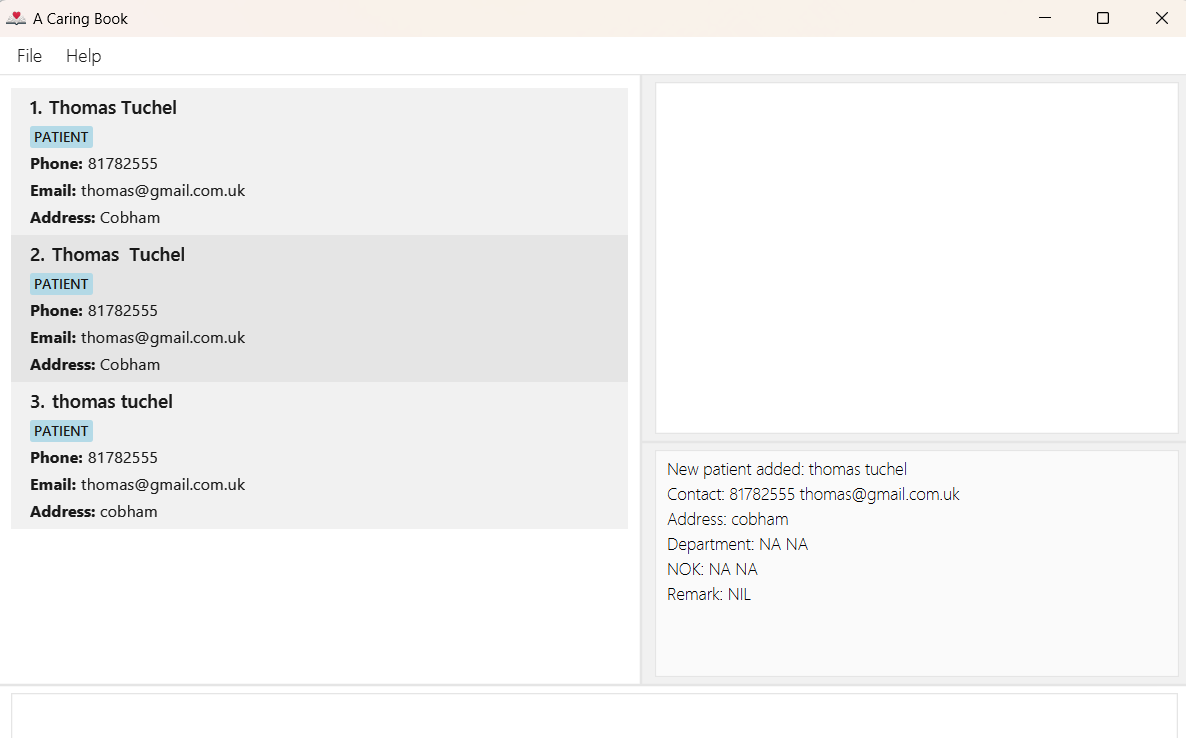 A Caring Book
File Help
1. Thomas Tuchel
PATIENT
Phone: 81782555
Email: thomas@gmail.com.uk
Address: Cobham
2. Thomas  Tuchel
PATIENT
Phone: 81782555
Email: thomas@gmail.com.uk
Address: Cobham
3. thomas tuchel
PATIENT
Phone: 81782555
Email: thomas@gmail.com.uk
Address: cobham
New patient added: thomas tuchel
Contact: 81782555 thomas@gmail.com.uk
Address: cobham
Department: NA NA
NOK: NA NA
Remark: NIL